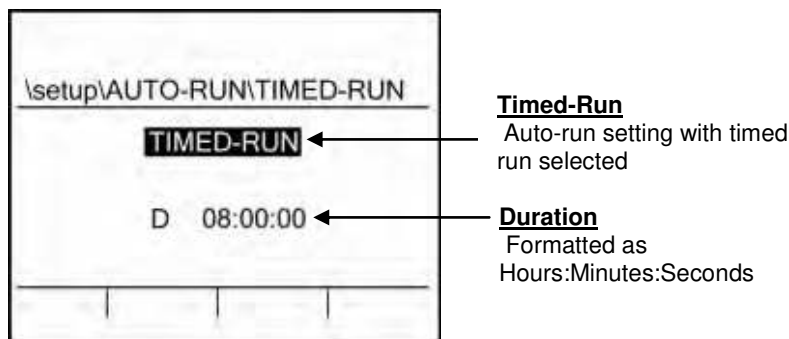 \setup\AUTO-RUN\TIMED-RUN
TIMED-RUN
D 08:00:00
Timed-Run
Auto-run setting with timed
run selected
Duration
Formatted as
Hours:Minutes:Seconds